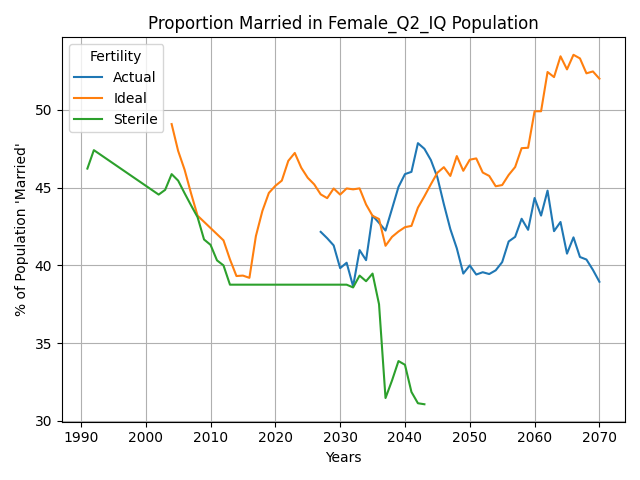 Proportion Married in Female_Q2_IQ Population
Fertility
Actual
Ideal
Sterile
% of Population 'Married'
50
45
40
35
30
1990 2000 2010 2020 2030 2040 2050 2060 2070
Years